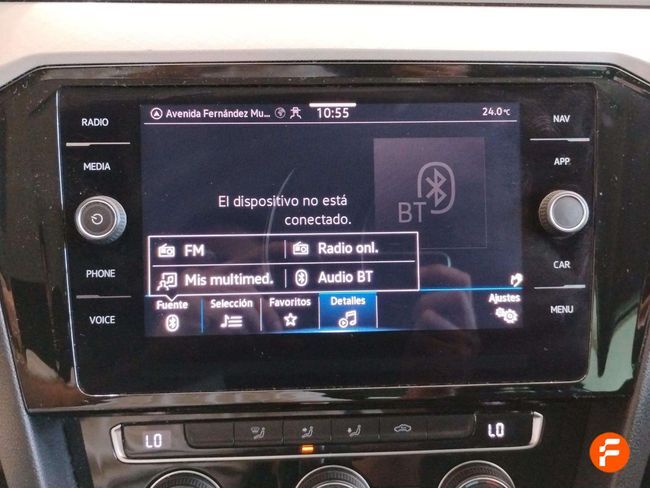 RADIO
MEDIA
PHONE
VOICE
Avenida Fernández Mu... 10:55 24.0°C
El dispositivo no está
conectado.
BT
FM
Radio onl.
Mis multimed.
Audio BT
Fuente
Selección
Favoritos
Detalles
Ajustes
NAV
APP
CAR
MENU
LO
LO